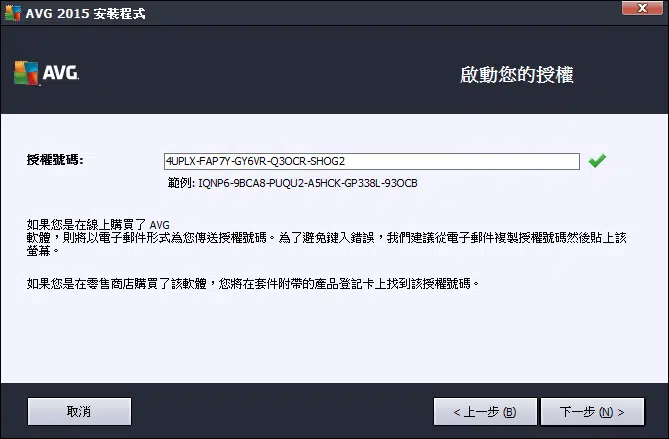 AVG 2015 安裝程式
AVG.
啟動您的授權
授權號碼:
4UPLX-FAP7Y-GY6VR-Q3OCR-SHOG2
範例: IQNP6-9BCA8-PUQU2-A5HCK-GP338L-93OCB
如果您是在線上購買了 AVG
軟體，則將以電子郵件形式為您傳送授權號碼。為了避免鍵入錯誤，我們建議從電子郵件複製授權號碼然後貼上該
螢幕。
如果您是在零售商店購買了該軟體，您將在套件附帶的產品登記卡上找到該授權號碼。
取消
< 上一步 (B)
下一步 (N) >